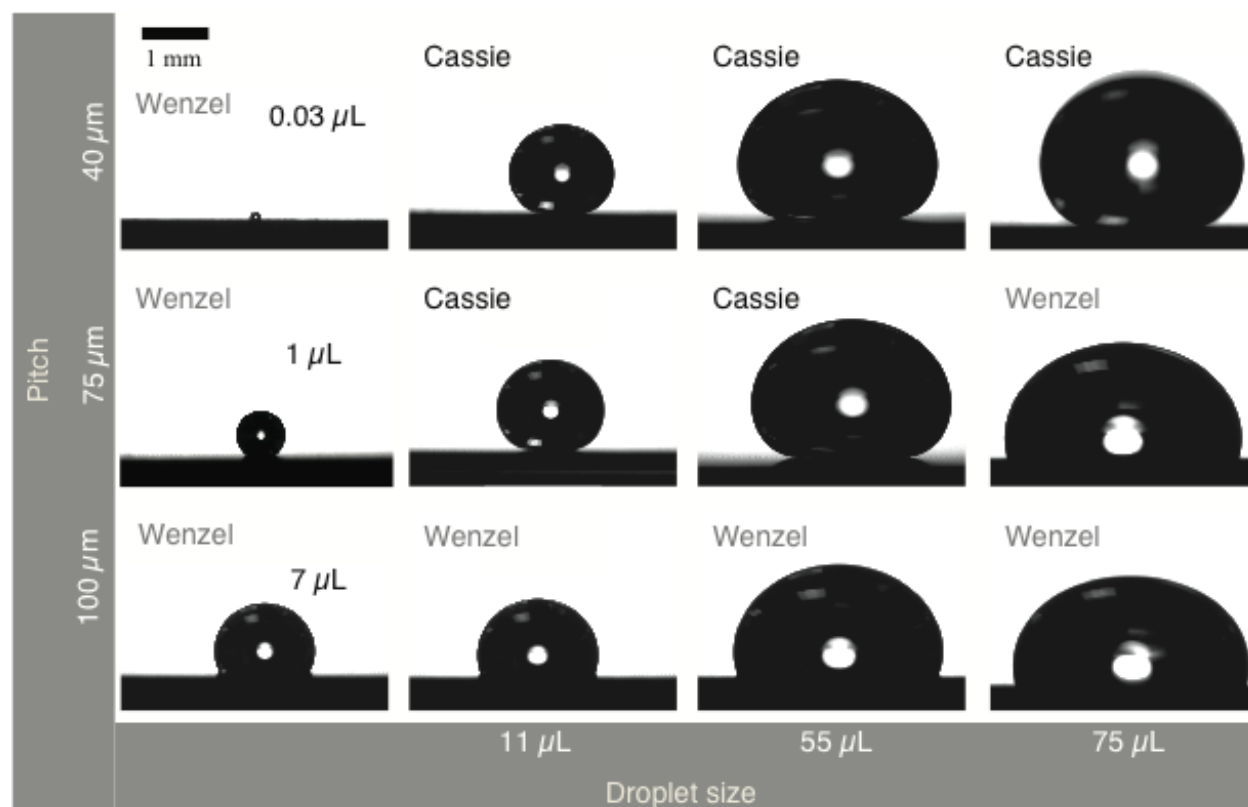 1 mm
Wenzel
0.03 µL
Cassie
Cassie
Cassie
40 µm
Wenzel
1 µL
Cassie
Cassie
Wenzel
75 µm
Pitch
Wenzel
7 µL
Wenzel
Wenzel
Wenzel
100 µm
11 µL
55 µL
75 µL
Droplet size